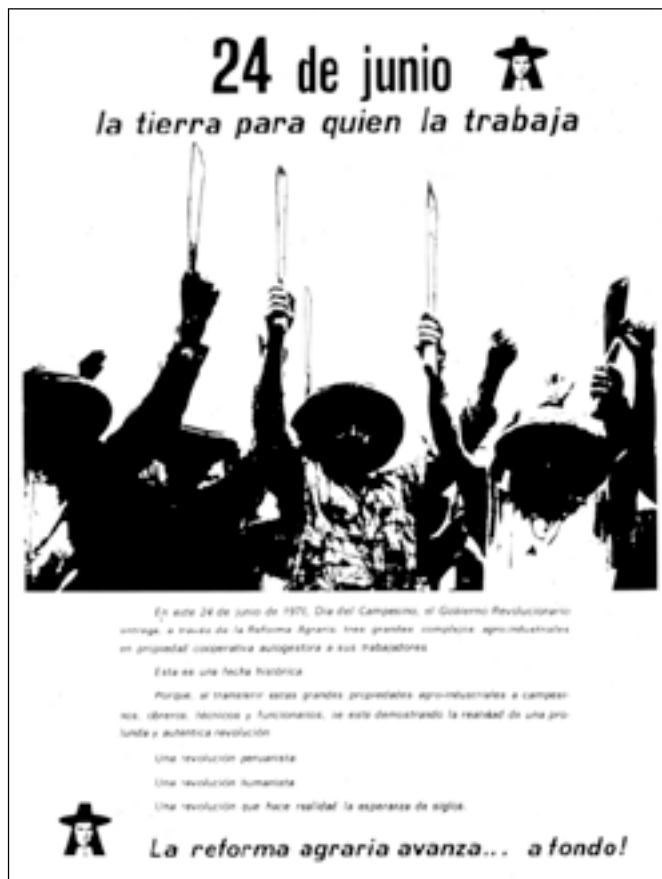 24 de junio
la tierra para quien la trabaja
En este 24 de junio de 1970, Día del Campesino, el Gobierno Revolucionario
entrega, a través de la Reforma Agraria, tres grandes complejos agro-industriales
en propiedad cooperativa autogestora a sus trabajadores.
Esta es una fecha histórica.
Porque, al transferir estas grandes propiedades agro-industriales a campesi-
nos, obreros, técnicos y funcionarios, se está demostrando la realidad de una pro-
funda y auténtica revolución.
Una revolución peruanista.
Una revolución humanista.
Una revolución que hace realidad la esperanza de siglos.
La reforma agraria avanza... a fondo!